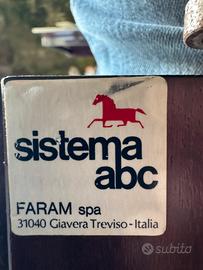 sistema
abc
FARAM spa
31040 Giavera Treviso-Italia
subito